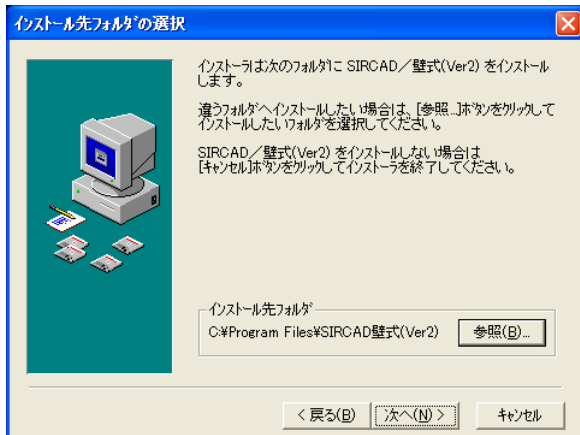 インストール先フォルダの選択
インストーラは次のフォルダに SIRCAD／壁式(Ver2) をインストール
します。
違うフォルダへインストールしたい場合は、[参照...]ボタンをクリックして
インストールしたいフォルダを選択してください。
SIRCAD／壁式(Ver2) をインストールしない場合は
[キャンセル]ボタンをクリックしてインストーラを終了してください。
インストール先フォルダ
C:¥Program Files¥SIRCAD壁式(Ver2)
参照(B)...
< 戻る(B)
次へ(N) >
キャンセル